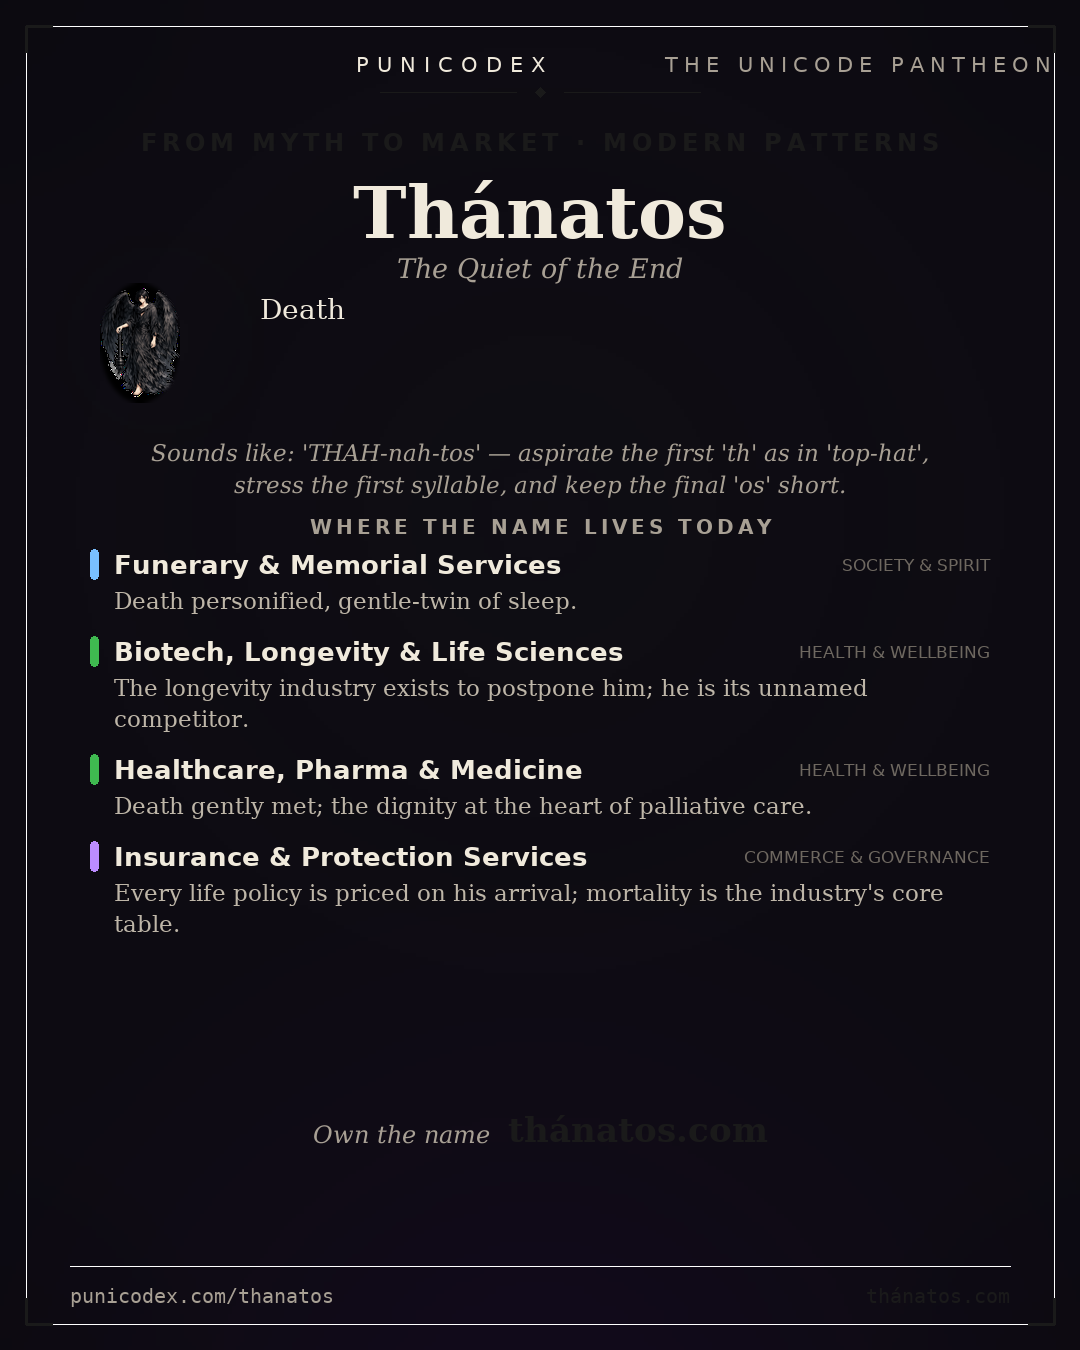 PUNICODEX THE UNICODE PANTHEON
FROM MYTH TO MARKET · MODERN PATTERNS
Thánatos
The Quiet of the End
Death
Sounds like: 'THAH-nah-tos' — aspirate the first 'th' as in 'top-hat',
stress the first syllable, and keep the final 'os' short.
WHERE THE NAME LIVES TODAY
Funerary & Memorial Services SOCIETY & SPIRIT
Death personified, gentle-twin of sleep.
Biotech, Longevity & Life Sciences HEALTH & WELLBEING
The longevity industry exists to postpone him; he is its unnamed
competitor.
Healthcare, Pharma & Medicine HEALTH & WELLBEING
Death gently met; the dignity at the heart of palliative care.
Insurance & Protection Services COMMERCE & GOVERNANCE
Every life policy is priced on his arrival; mortality is the industry's core
table.
Own the name thánatos.com
punicodex.com/thanatos thánatos.com